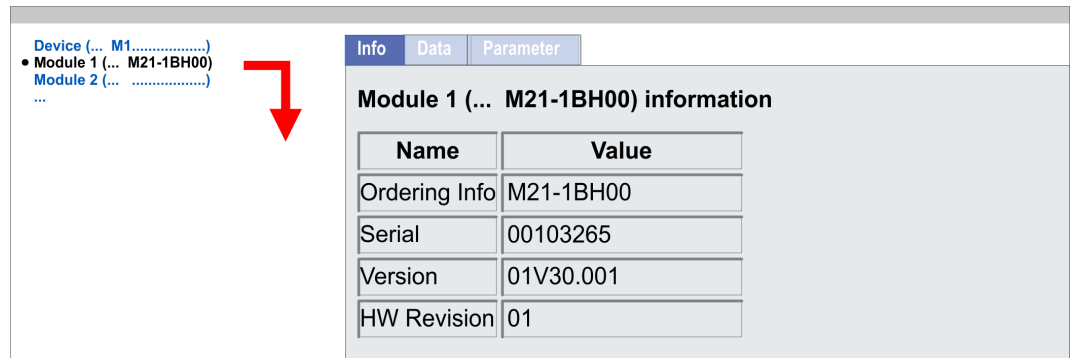 Device (... M1.................)
Module 1 (... M21-1BH00)
Module 2 (... .................)
...
Info Data Parameter
Module 1 (... M21-1BH00) information
Name Value
Ordering Info M21-1BH00
Serial 00103265
Version 01V30.001
HW Revision 01